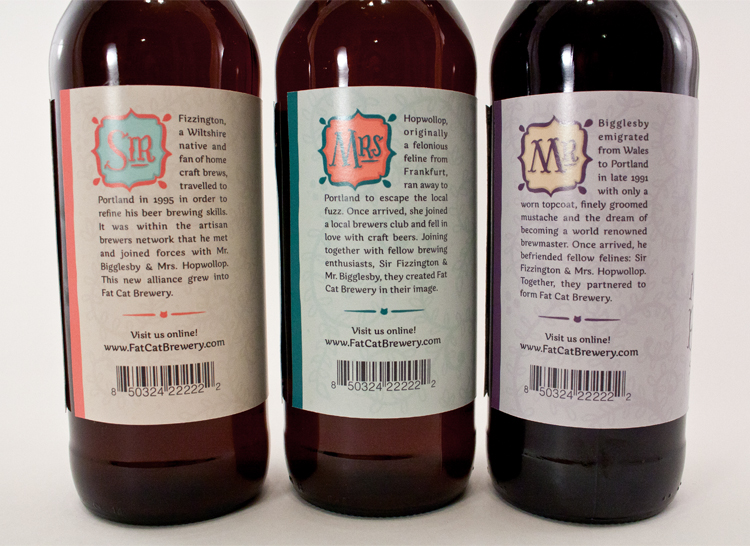 Sir
Fizzington,
a Wiltshire
native and
fan of home
craft brews,
travelled to
Portland in 1995 in order to
refine his beer brewing skills.
It was within the artisan
brewers network that he met
and joined forces with Mr.
Bigglesby & Mrs. Hopwollop.
This new alliance grew into
Fat Cat Brewery.
Visit us online!
www.FatCatBrewery.com
8 50324 22222 2
Mrs
Hopwollop,
originally
a felonious
feline from
Frankfurt,
ran away to
Portland to escape the local
fuzz. Once arrived, she joined
a local brewers club and fell in
love with craft beers. Joining
together with fellow brewing
enthusiasts, Sir Fizzington &
Mr. Bigglesby, they created Fat
Cat Brewery in their image.
Visit us online!
www.FatCatBrewery.com
8 50324 22222 2
Mr
Bigglesby
emigrated
from Wales
to Portland
in late 1991
with only a
worn topcoat, finely groomed
mustache and the dream of
becoming a world renowned
brewmaster. Once arrived, he
befriended fellow felines: Sir
Fizzington & Mrs. Hopwollop.
Together, they partnered to
form Fat Cat Brewery.
Visit us online!
www.FatCatBrewery.com
8 50324 22222 2